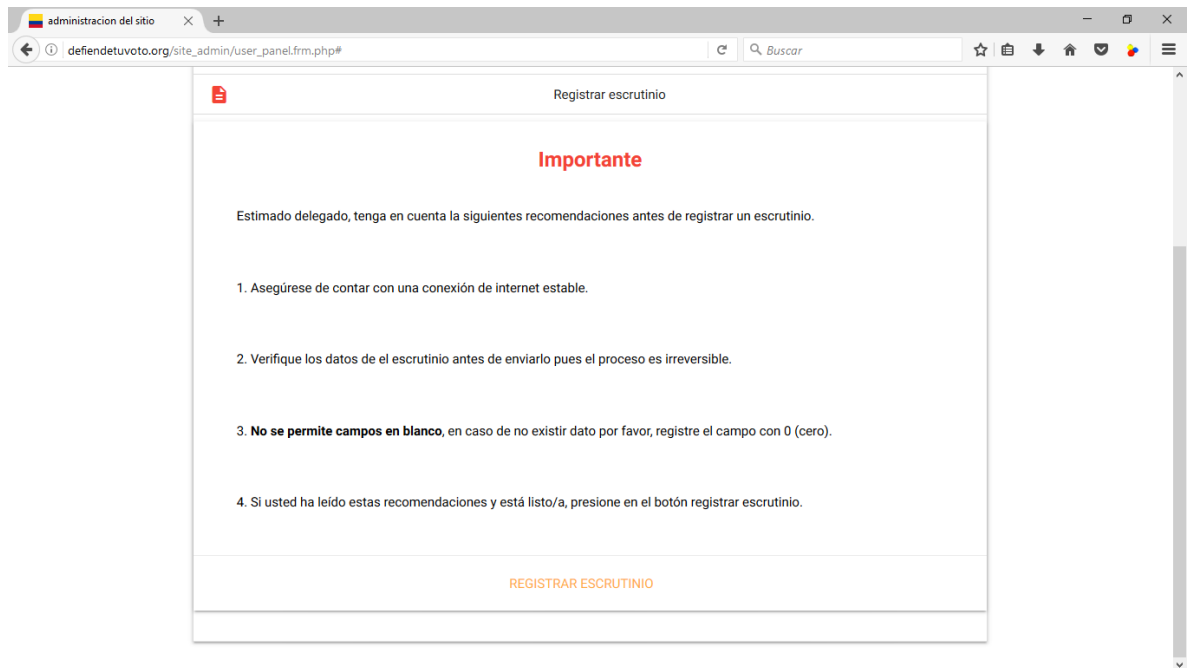 administracion del sitio
defiendetuvoto.org/site_admin/user_panel.frm.php#
Buscar
Registrar escrutinio
Importante
Estimado delegado, tenga en cuenta la siguientes recomendaciones antes de registrar un escrutinio.
1. Asegúrese de contar con una conexión de internet estable.
2. Verifique los datos de el escrutinio antes de enviarlo pues el proceso es irreversible.
3. No se permite campos en blanco, en caso de no existir dato por favor, registre el campo con 0 (cero).
4. Si usted ha leído estas recomendaciones y está listo/a, presione en el botón registrar escrutinio.
REGISTRAR ESCRUTINIO